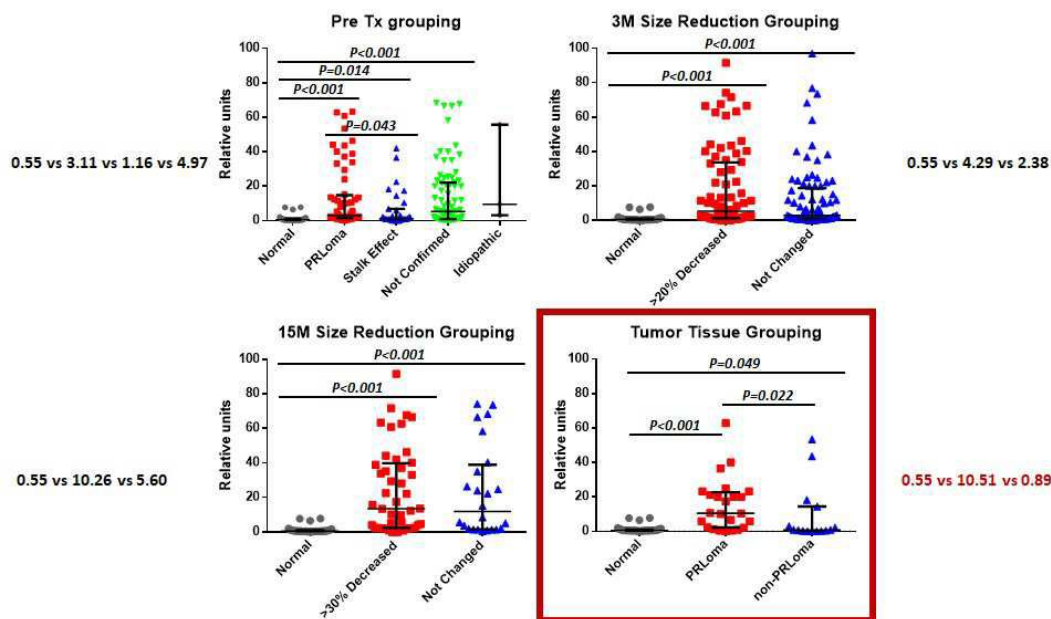 Pre Tx grouping
P<0.001
P=0.014
P<0.001
P=0.043
Relative units
100
80
60
40
20
0
Normal
PRLoma
Stalk Effect
Not Confirmed
Idiopathic
0.55 vs 3.11 vs 1.16 vs 4.97
3M Size Reduction Grouping
P<0.001
P<0.001
Relative units
100
80
60
40
20
0
Normal
>20% Decreased
Not Changed
0.55 vs 4.29 vs 2.38
15M Size Reduction Grouping
P<0.001
P<0.001
Relative units
100
80
60
40
20
0
Normal
>30% Decreased
Not Changed
0.55 vs 10.26 vs 5.60
Tumor Tissue Grouping
P=0.049
P=0.022
P<0.001
Relative units
100
80
60
40
20
0
Normal
PRLoma
non-PRLoma
0.55 vs 10.51 vs 0.89